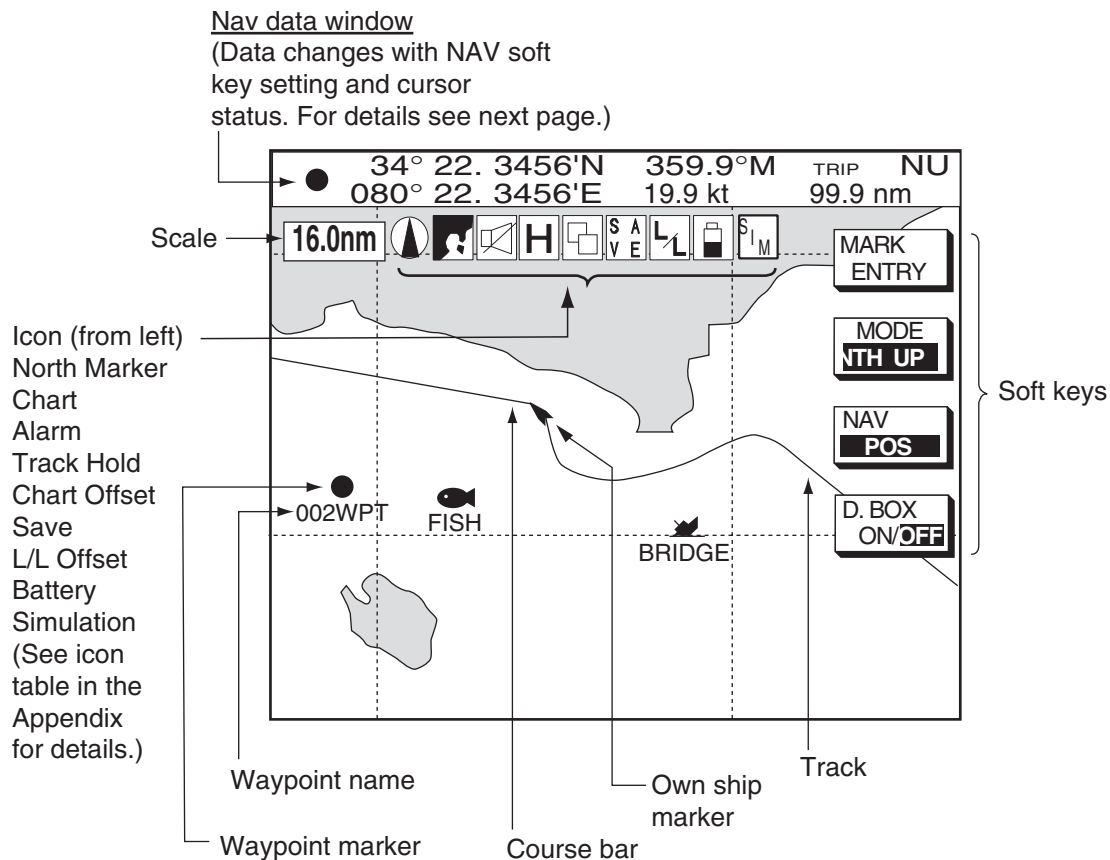 Nav data window
(Data changes with NAV soft
key setting and cursor
status. For details see next page.)
34° 22. 3456'N 359.9°M TRIP NU
080° 22. 3456'E 19.9 kt 99.9 nm
Scale
16.0nm
H
S A
V E
L/L
SIM
MARK
ENTRY
MODE
NTH UP
NAV
POS
D. BOX
ON/OFF
Soft keys
Icon (from left)
North Marker
Chart
Alarm
Track Hold
Chart Offset
Save
L/L Offset
Battery
Simulation
(See icon
table in the
Appendix
for details.)
002WPT
FISH
BRIDGE
Waypoint name
Waypoint marker
Course bar
Own ship
marker
Track